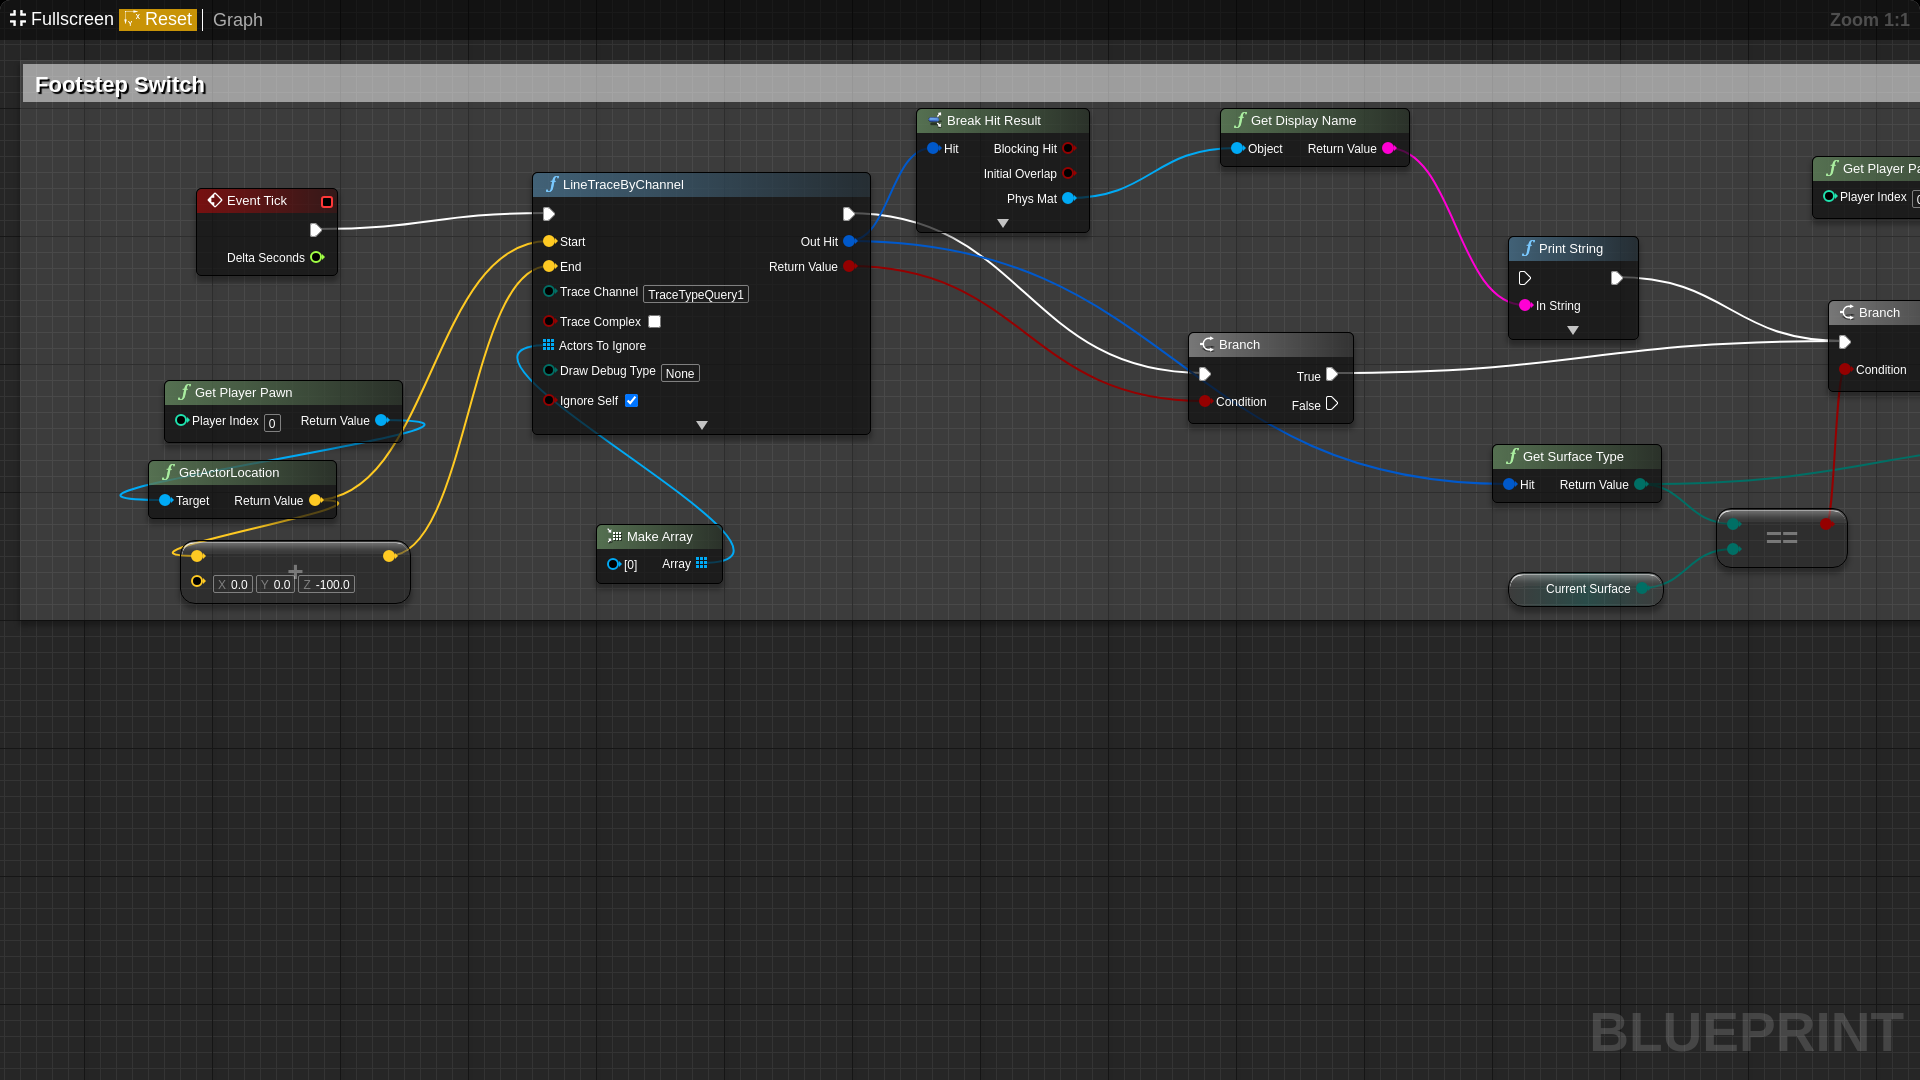 Fullscreen Reset Graph Zoom 1:1
Footstep Switch
Event Tick
Delta Seconds
Get Player Pawn
Player Index 0 Return Value
GetActorLocation
Target Return Value
+
X 0.0 Y 0.0 Z -100.0
LineTraceByChannel
Start Out Hit
End Return Value
Trace Channel TraceTypeQuery1
Trace Complex
Actors To Ignore
Draw Debug Type None
Ignore Self
Make Array
[0] Array
Break Hit Result
Hit Blocking Hit
Initial Overlap
Phys Mat
Get Display Name
Object Return Value
Branch
True
Condition False
Print String
In String
Get Surface Type
Hit Return Value
==
Current Surface
Get Player
Player Index
Branch
Condition
BLUEPRINT